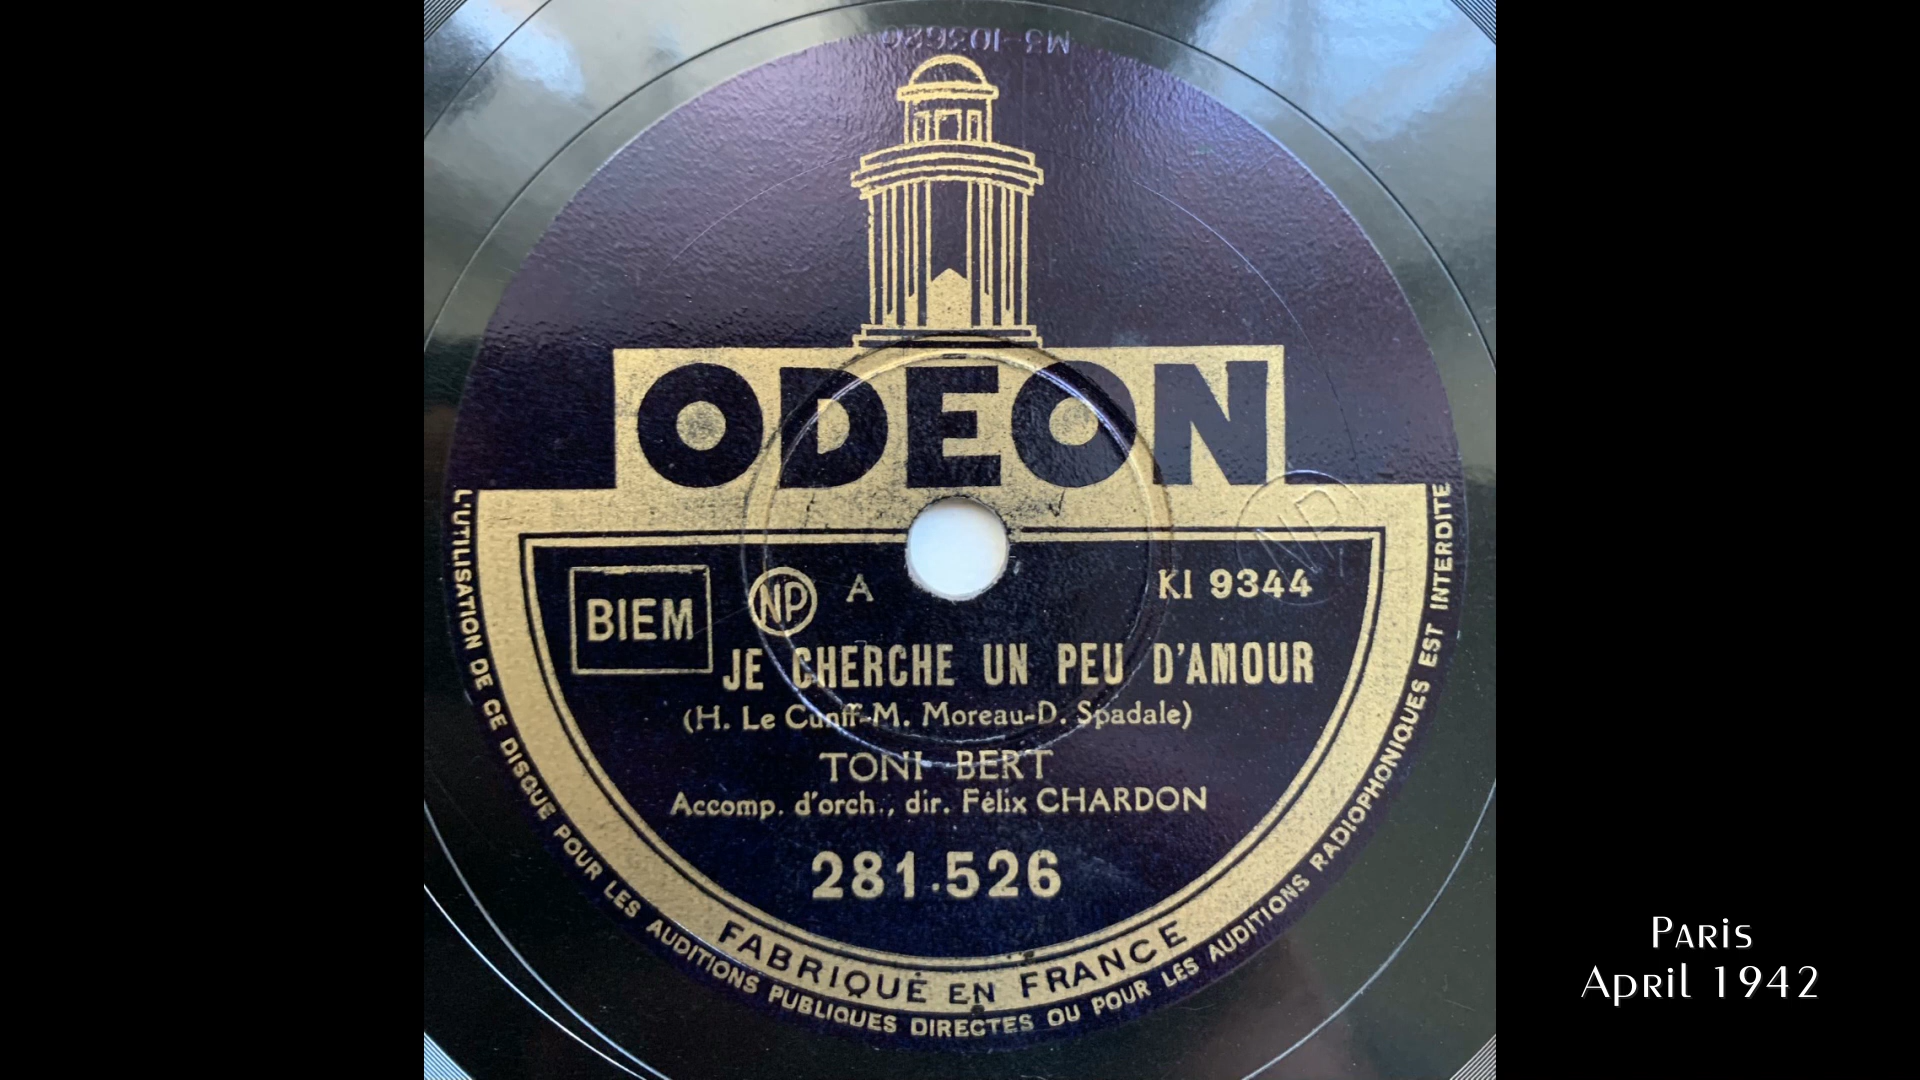 M3-103620
ODEON
BIEM
NP
A
KI 9344
NP
JE CHERCHE UN PEU D'AMOUR
(H. Le Cunff-M. Moreau-D. Spadale)
TONI BERT
Accomp. d'orch., dir. Félix CHARDON
281.526
FABRIQUÉ EN FRANCE
L'UTILISATION DE CE DISQUE POUR LES AUDITIONS PUBLIQUES DIRECTES OU POUR LES AUDITIONS RADIOPHONIQUES EST INTERDITE
Paris
April 1942